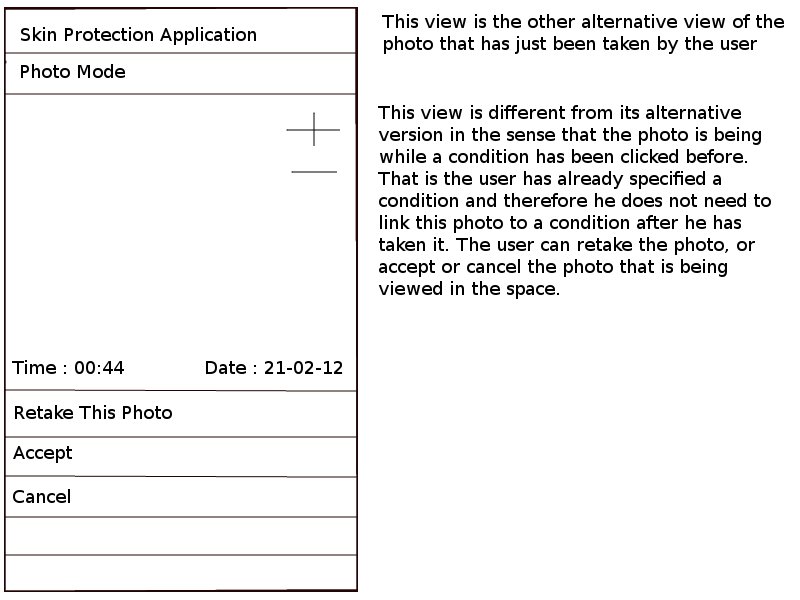 Skin Protection Application
Photo Mode
Time : 00:44 Date : 21-02-12
Retake This Photo
Accept
Cancel
This view is the other alternative view of the
photo that has just been taken by the user
This view is different from its alternative
version in the sense that the photo is being
while a condition has been clicked before.
That is the user has already specified a
condition and therefore he does not need to
link this photo to a condition after he has
taken it. The user can retake the photo, or
accept or cancel the photo that is being
viewed in the space.